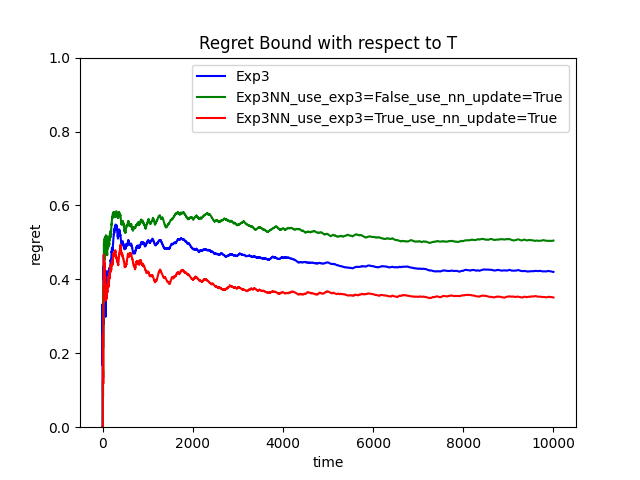 Regret Bound with respect to T
Exp3
Exp3NN_use_exp3=False_use_nn_update=True
Exp3NN_use_exp3=True_use_nn_update=True
1.0
0.8
0.6
0.4
0.2
0.0
regret
0 2000 4000 6000 8000 10000
time